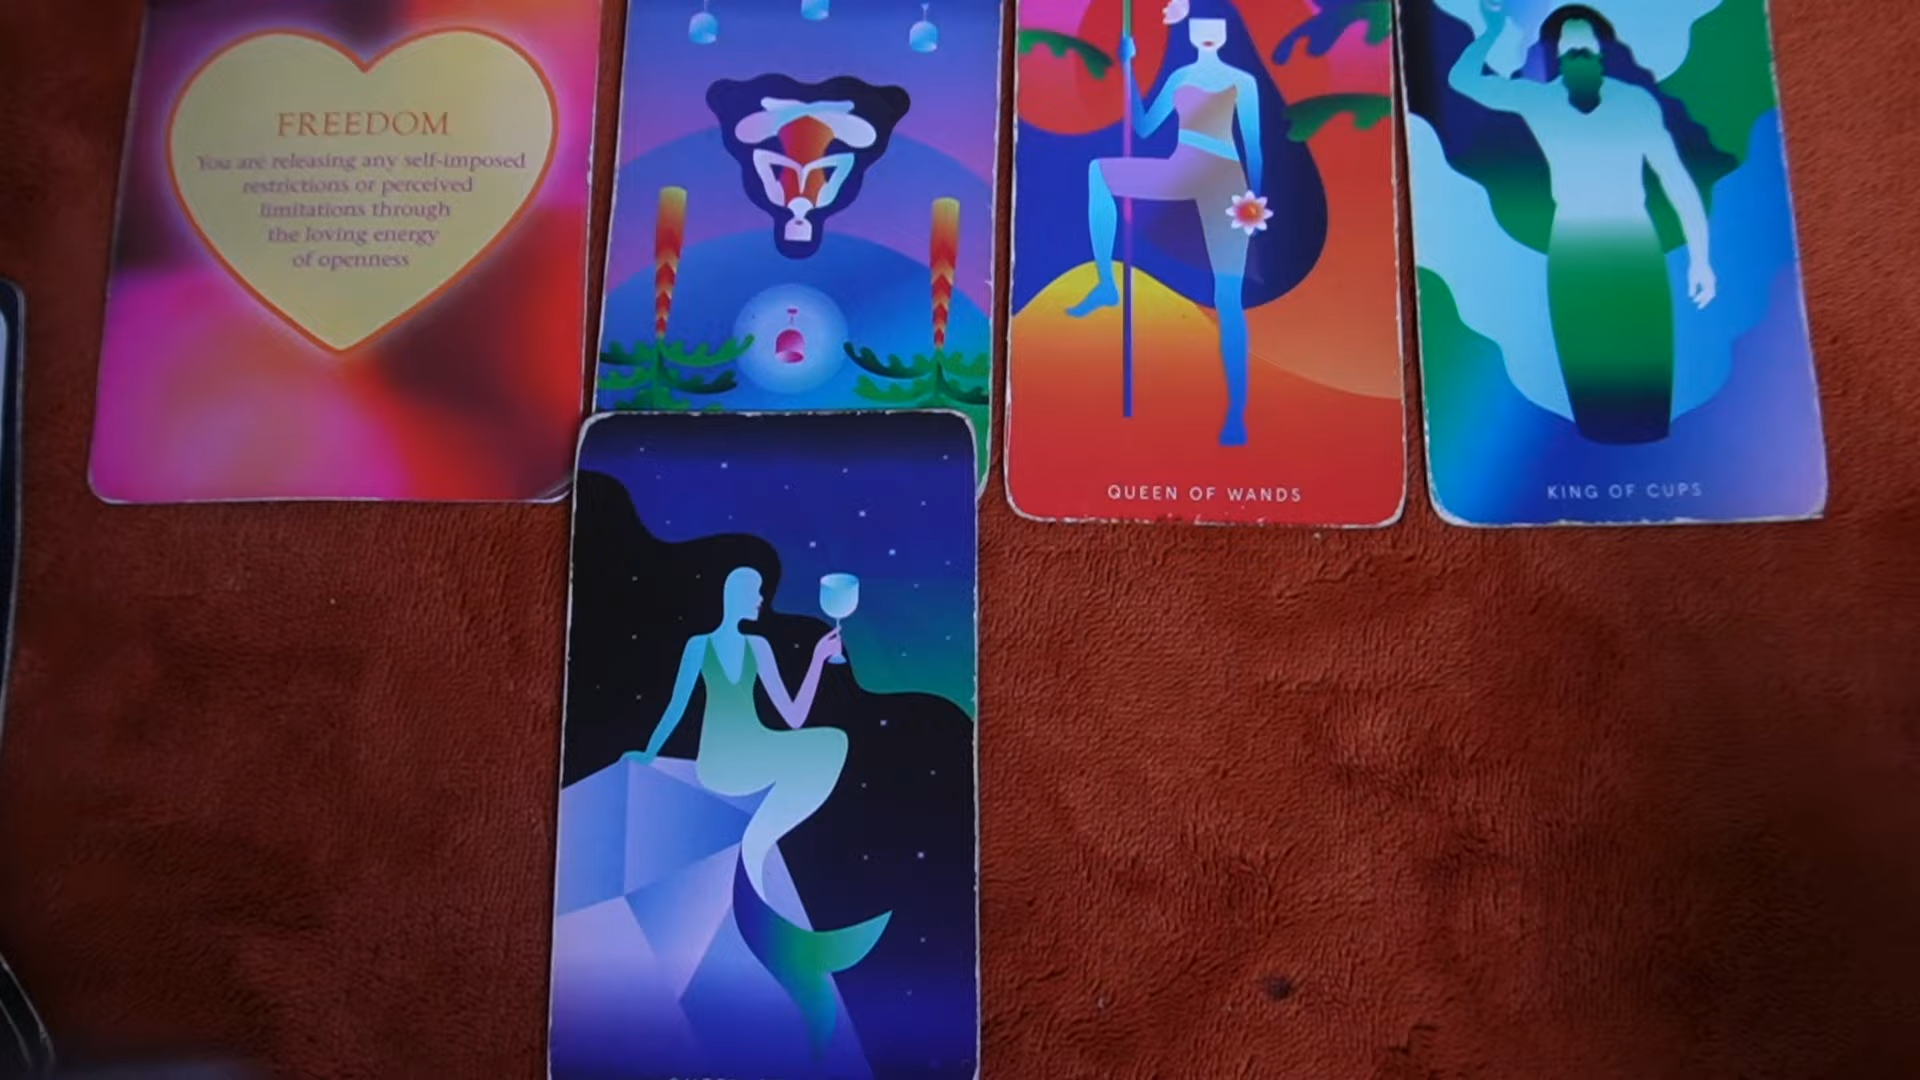 FREEDOM
You are releasing any self-imposed
restrictions or perceived
limitations through
the loving energy
of openness
QUEEN OF WANDS
KING OF CUPS